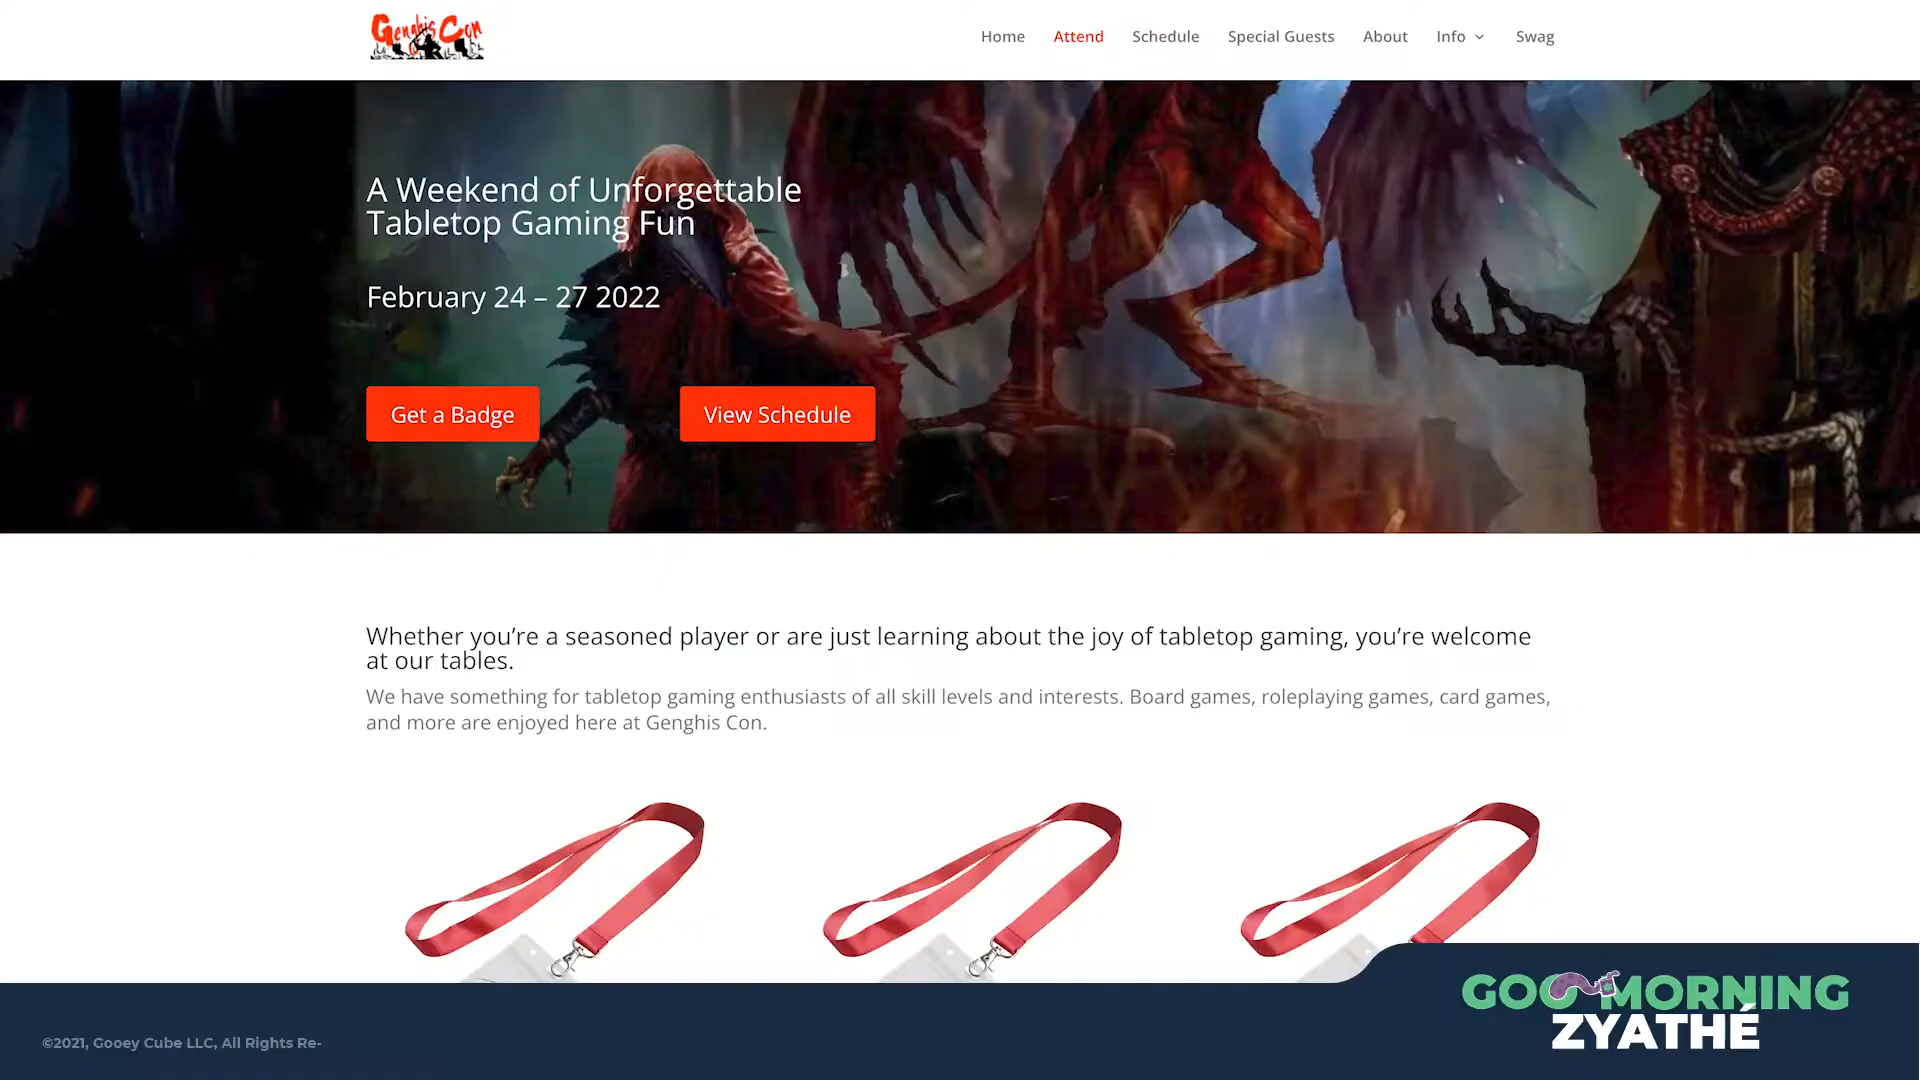 Genghis Con
Home Attend Schedule Special Guests About Info Swag
A Weekend of Unforgettable
Tabletop Gaming Fun
February 24 – 27 2022
Get a Badge View Schedule
Whether you’re a seasoned player or are just learning about the joy of tabletop gaming, you’re welcome
at our tables.
We have something for tabletop gaming enthusiasts of all skill levels and interests. Board games, roleplaying games, card games,
and more are enjoyed here at Genghis Con.
GOO MORNING
ZYATHÉ
©2021, Gooey Cube LLC, All Rights Re-